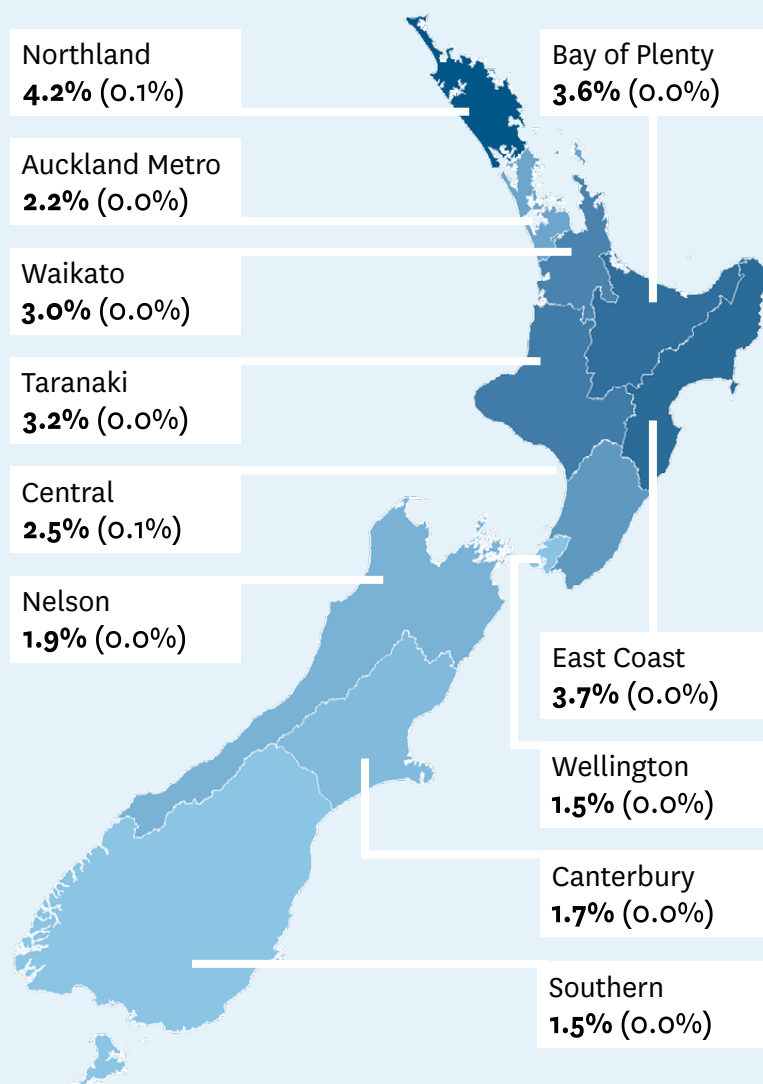 Northland
4.2% (0.1%)
Auckland Metro
2.2% (0.0%)
Waikato
3.0% (0.0%)
Taranaki
3.2% (0.0%)
Central
2.5% (0.1%)
Nelson
1.9% (0.0%)
Bay of Plenty
3.6% (0.0%)
East Coast
3.7% (0.0%)
Wellington
1.5% (0.0%)
Canterbury
1.7% (0.0%)
Southern
1.5% (0.0%)